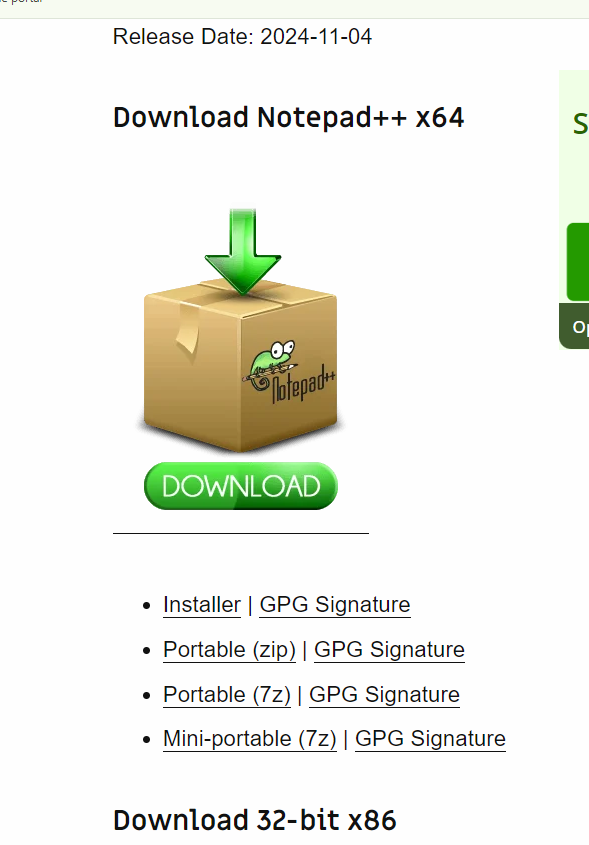 Release Date: 2024-11-04
Download Notepad++ x64
Notepad++
DOWNLOAD
Installer | GPG Signature
Portable (zip) | GPG Signature
Portable (7z) | GPG Signature
Mini-portable (7z) | GPG Signature
Download 32-bit x86